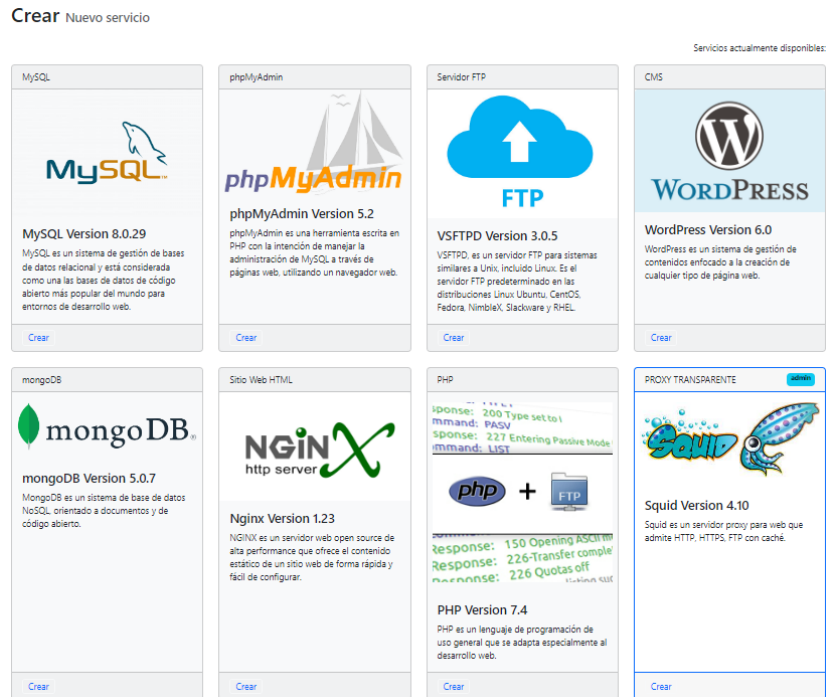 Crear Nuevo servicio
Servicios actualmente disponibles:
MySQL
MySQL™
MySQL Version 8.0.29
MySQL es un sistema de gestión de bases
de datos relacional y está considerada
como una las bases de datos de código
abierto más popular del mundo para
entornos de desarrollo web.
Crear
phpMyAdmin
phpMyAdmin
phpMyAdmin Version 5.2
phpMyAdmin es una herramienta escrita en
PHP con la intención de manejar la
administración de MySQL a través de
páginas web, utilizando un navegador web.
Crear
Servidor FTP
FTP
VSFTPD Version 3.0.5
VSFTPD, es un servidor FTP para sistemas
similares a Unix, incluido Linux. Es el
servidor FTP predeterminado en las
distribuciones Linux Ubuntu, CentOS,
Fedora, NimbleX, Slackware y RHEL.
Crear
CMS
W
WORDPRESS
WordPress Version 6.0
WordPress es un sistema de gestión de
contenidos enfocado a la creación de
cualquier tipo de página web.
Crear
mongoDB
mongoDB®
mongoDB Version 5.0.7
MongoDB es un sistema de base de datos
NoSQL, orientado a documentos y de
código abierto.
Crear
Sitio Web HTML
NGiNX
http server
Nginx Version 1.23
NGINX es un servidor web open source de
alta performance que ofrece el contenido
estático de un sitio web de forma rápida y
fácil de configurar.
Crear
PHP
sponse: 200 Type set to I
mmand: PASV
sponse: 227 Entering Passive Mode
mmand: LIST
php + FTP
Response: 150 Opening ASCII m
Response: 226-Transfer comple
Response: 226 Quotas off
PHP Version 7.4
PHP es un lenguaje de programación de
uso general que se adapta especialmente al
desarrollo web.
Crear
PROXY TRANSPARENTE admin
SQUID
Squid Version 4.10
Squid es un servidor proxy para web que
admite HTTP, HTTPS, FTP con caché.
Crear